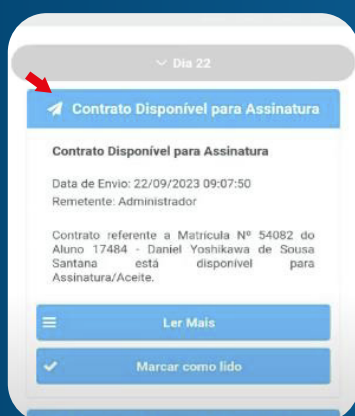 Dia 22
Contrato Disponível para Assinatura
Contrato Disponível para Assinatura
Data de Envio: 22/09/2023 09:07:50
Remetente: Administrador
Contrato referente a Matrícula Nº 54082 do
Aluno 17484 - Daniel Yoshikawa de Sousa
Santana está disponível para
Assinatura/Aceite.
Ler Mais
Marcar como lido